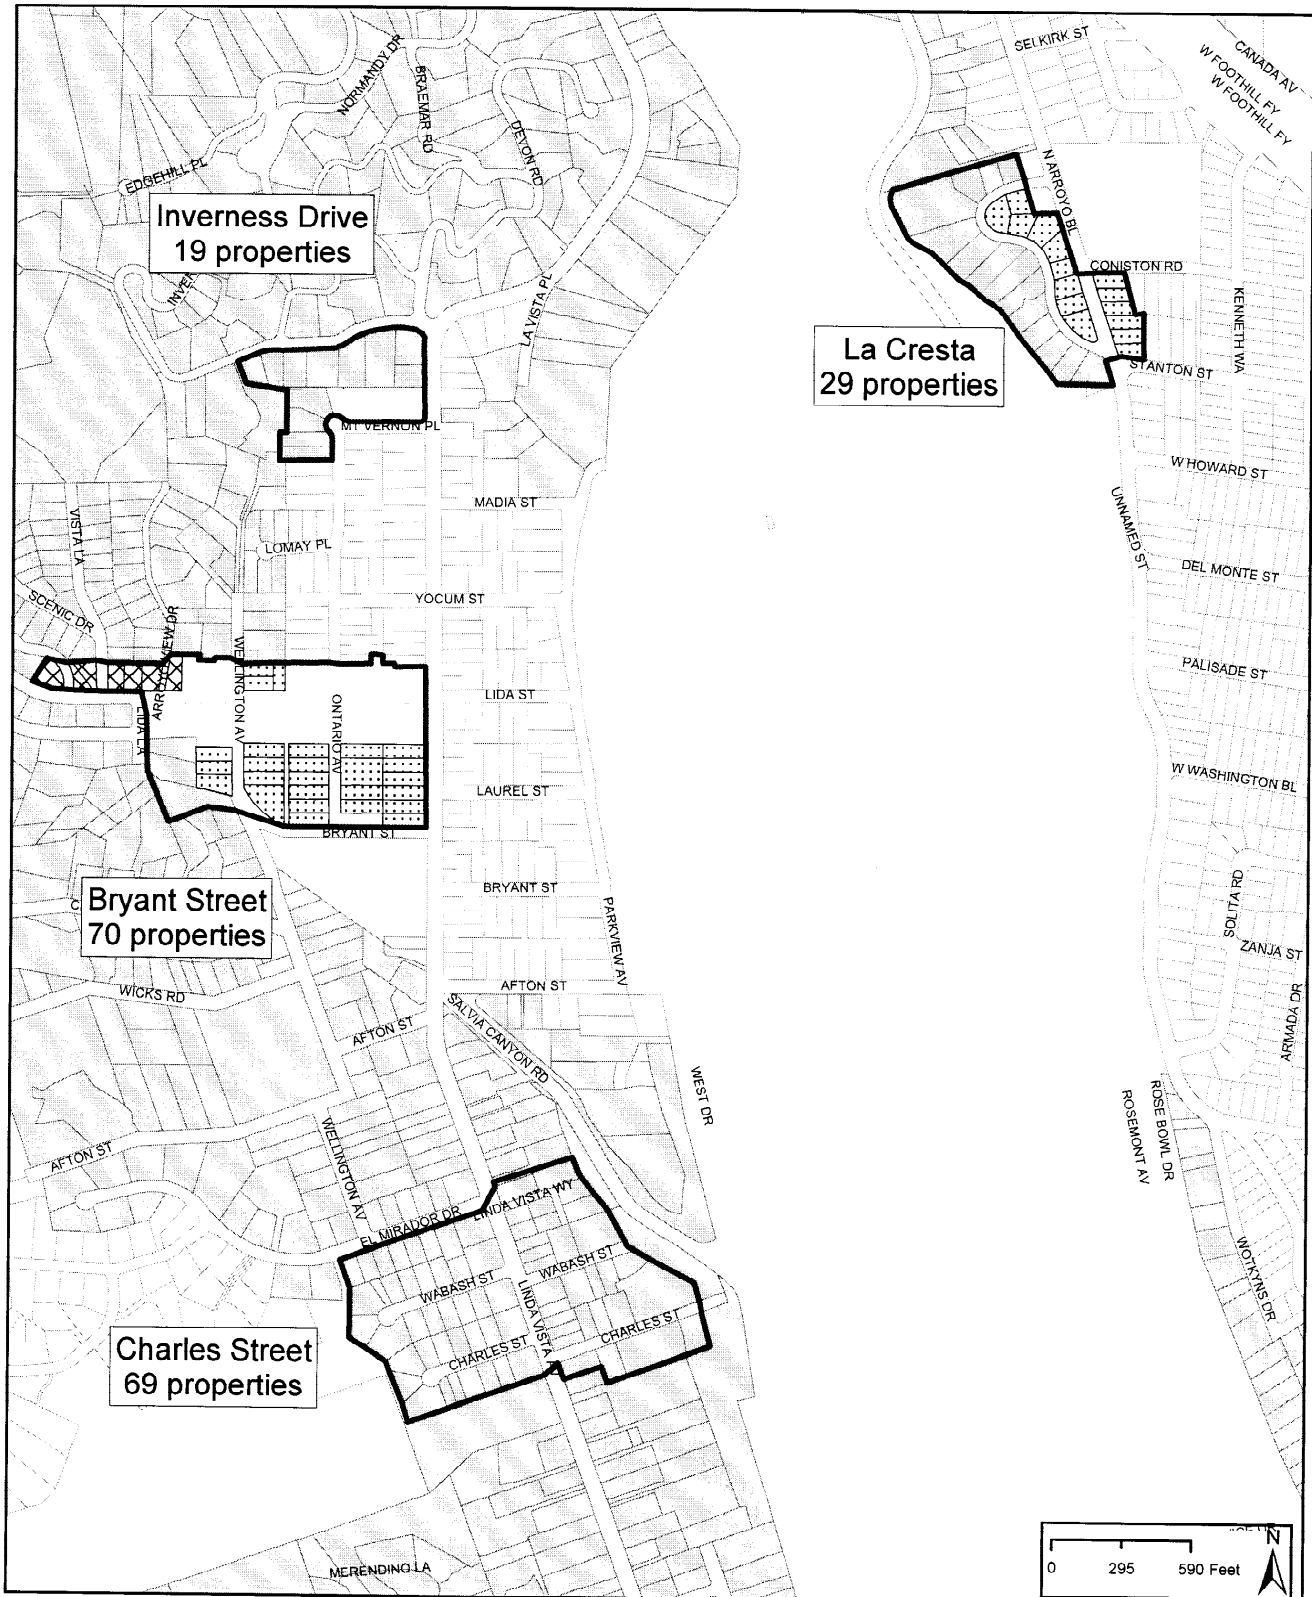 SELKIRK ST
CANADA AV
W FOOTHILL FY
W FOOTHILL FY
NORMANDY DR
BRAEMAR RD
DEVON RD
EDGEHILL PL
Inverness Drive
19 properties
N ARROYO BL
CONISTON RD
KENNETH WA
LA VISTA PL
La Cresta
29 properties
STANTON ST
MT VERNON PL
W HOWARD ST
MADIA ST
UNNAMED ST
VISTA LA
LOMAY PL
DEL MONTE ST
YOCUM ST
SCENIC DR
ARROYO VIEW DR
WELLINGTON AV
PALISADE ST
LIDA ST
LIDA LA
ONTARIO AV
W WASHINGTON BL
LAUREL ST
BRYANT ST
Bryant Street
70 properties
BRYANT ST
PARKVIEW AV
SOLITA RD
ZANJA ST
WICKS RD
AFTON ST
SALVIA CANYON RD
AFTON ST
ARMADA DR
WEST DR
ROSE BOWL DR
ROSEMONT AV
AFTON ST
WELLINGTON AV
EL MIRADOR DR
LINDA VISTA WY
WABASH ST
WABASH ST
LINDA VISTA
WOTKYNS DR
Charles Street
69 properties
CHARLES ST
CHARLES ST
MERENDINO LA
N
0 295 590 Feet